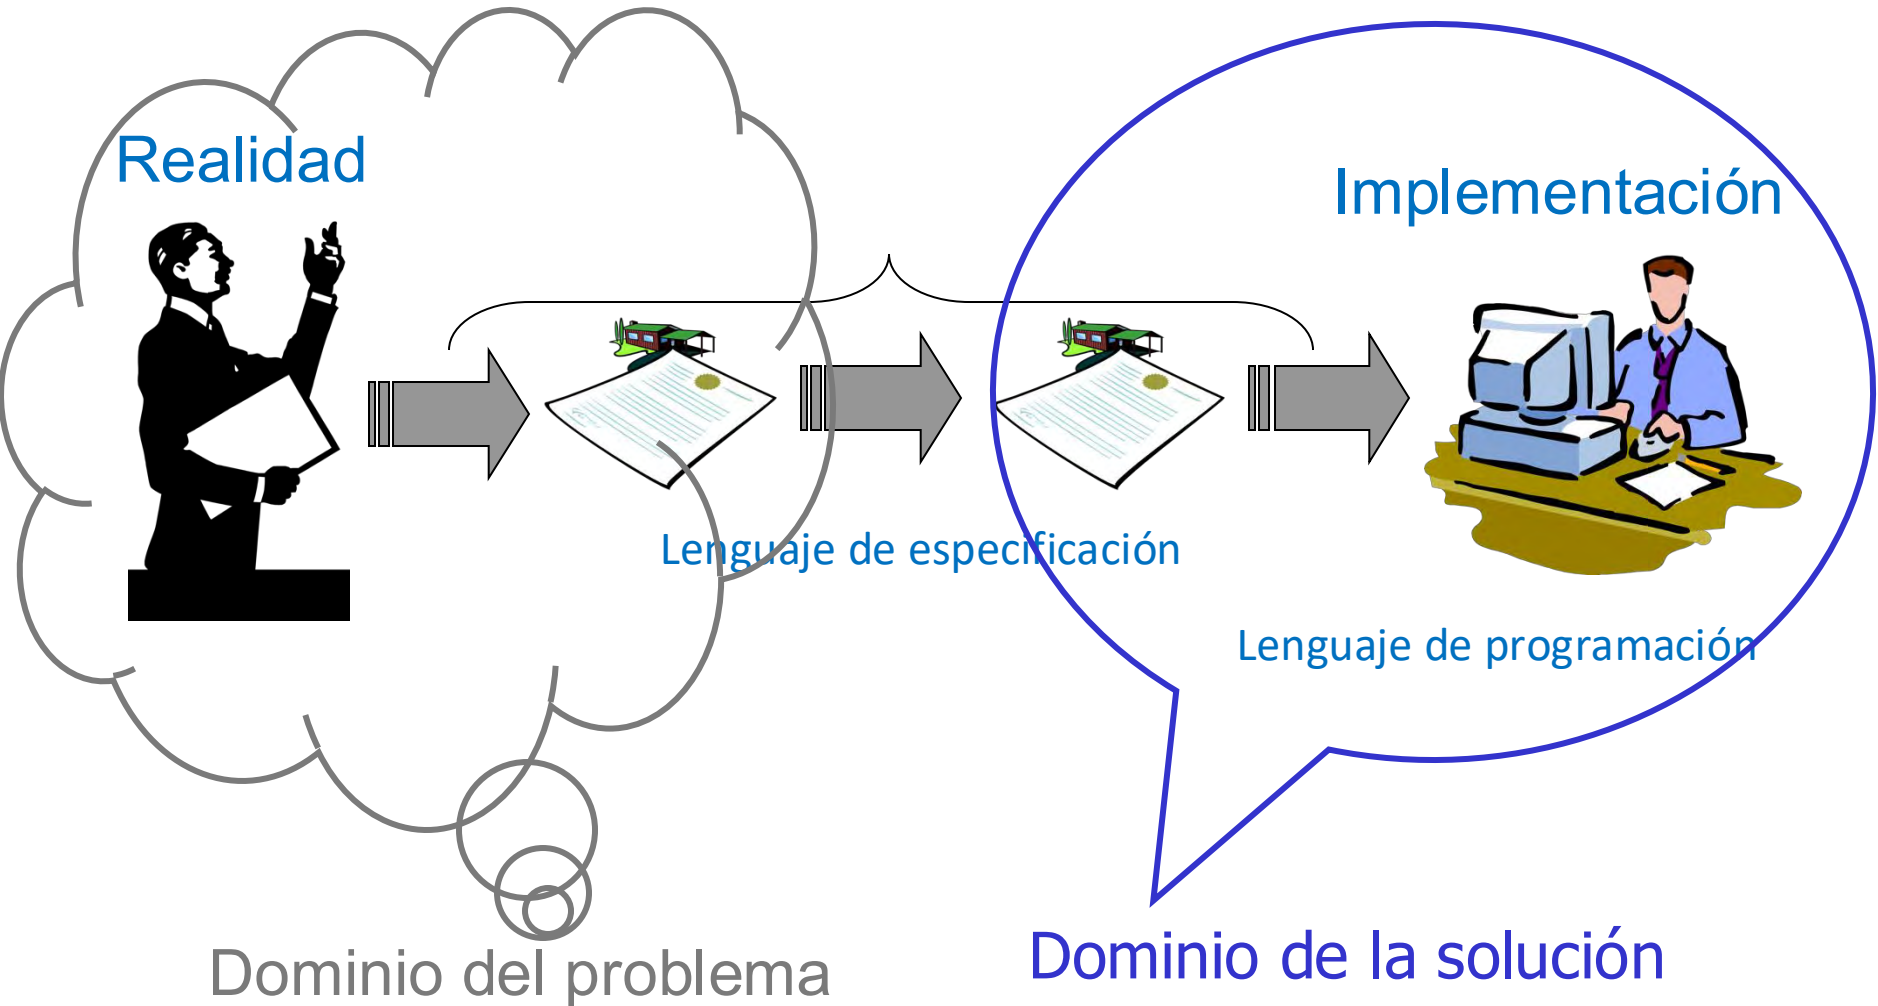 Realidad
Implementación
Lenguaje de especificación
Lenguaje de programación
Dominio del problema
Dominio de la solución